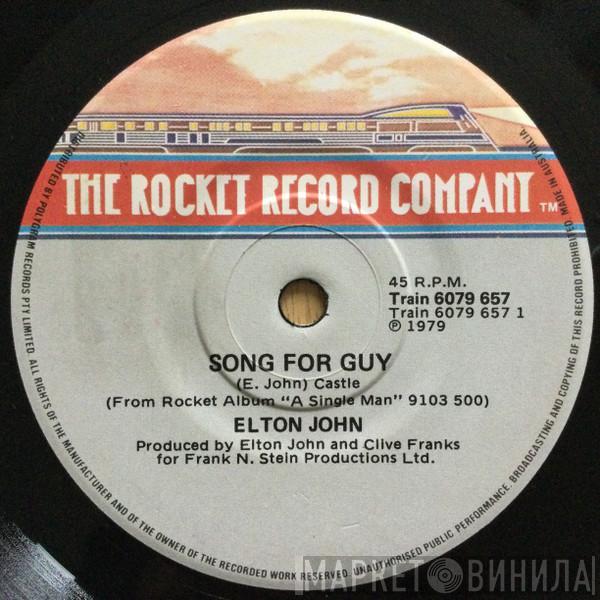 THE ROCKET RECORD COMPANY TM
45 R.P.M.
Train 6079 657
Train 6079 657 1
℗ 1979
SONG FOR GUY
(E. John) Castle
(From Rocket Album "A Single Man" 9103 500)
ELTON JOHN
Produced by Elton John and Clive Franks
for Frank N. Stein Productions Ltd.
DISTRIBUTED BY POLYGRAM RECORDS PTY LIMITED. ALL RIGHTS OF THE MANUFACTURER AND OF THE OWNER OF THE RECORDED WORK RESERVED. UNAUTHORISED PUBLIC PERFORMANCE, BROADCASTING AND COPYING OF THIS RECORD PROHIBITED. MADE IN AUSTRALIA
МАРКЕТ ВИНИЛА